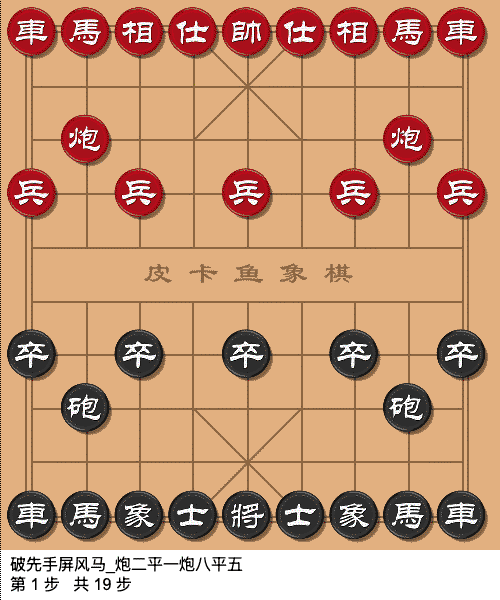 車馬相仕帥仕相馬車
炮炮
兵兵兵兵兵
皮卡鱼象棋
卒卒卒卒卒
砲砲
車馬象士將士象馬車
破先手屏风马_炮二平一炮八平五
第 1 步 共 19 步